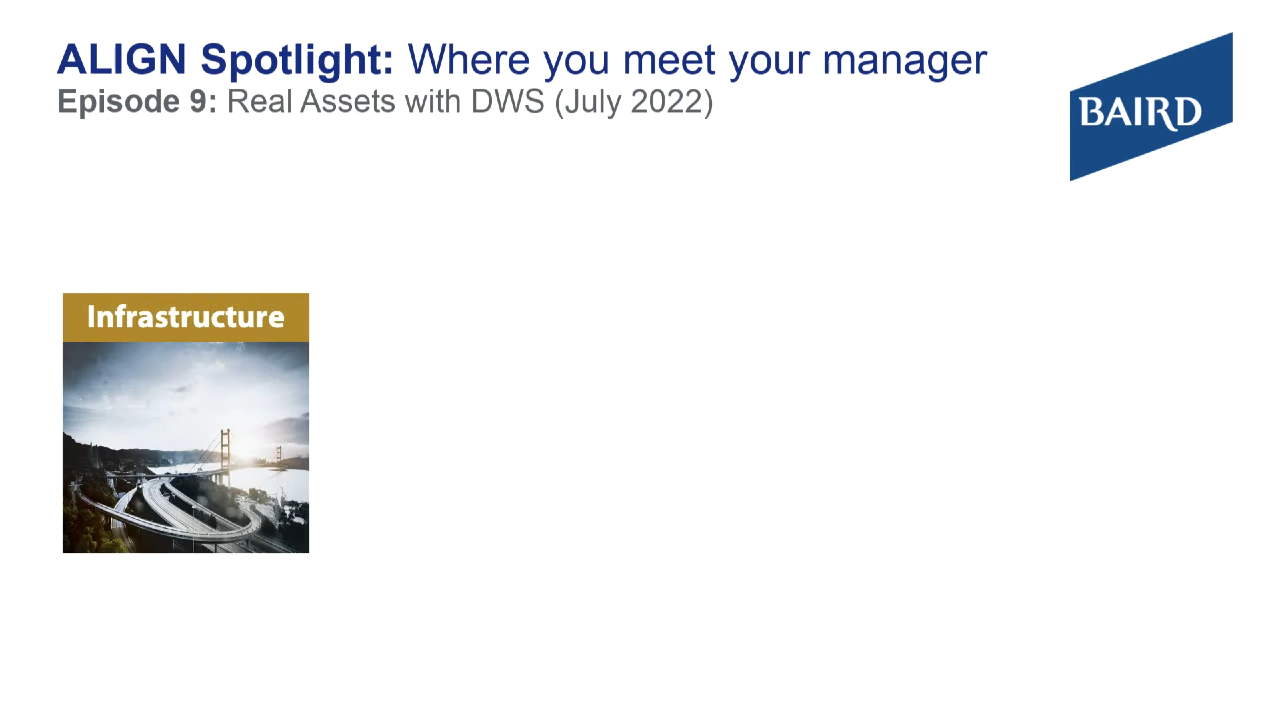 ALIGN Spotlight: Where you meet your manager
Episode 9: Real Assets with DWS (July 2022)
BAIRD
Infrastructure